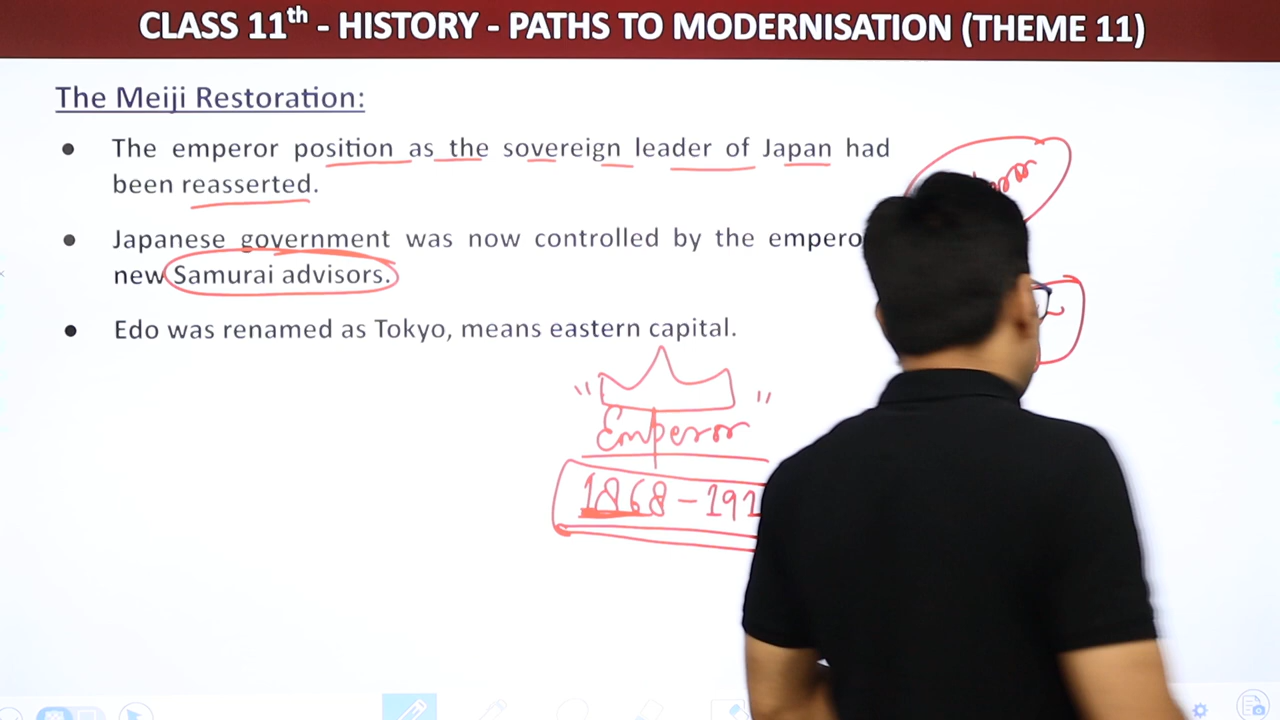 CLASS 11th - HISTORY - PATHS TO MODERNISATION (THEME 11)
The Meiji Restoration:
● The emperor position as the sovereign leader of Japan had
been reasserted.
● Japanese government was now controlled by the
new Samurai advisors.
● Edo was renamed as Tokyo, means eastern capital.
" "
Emperor
1868 -